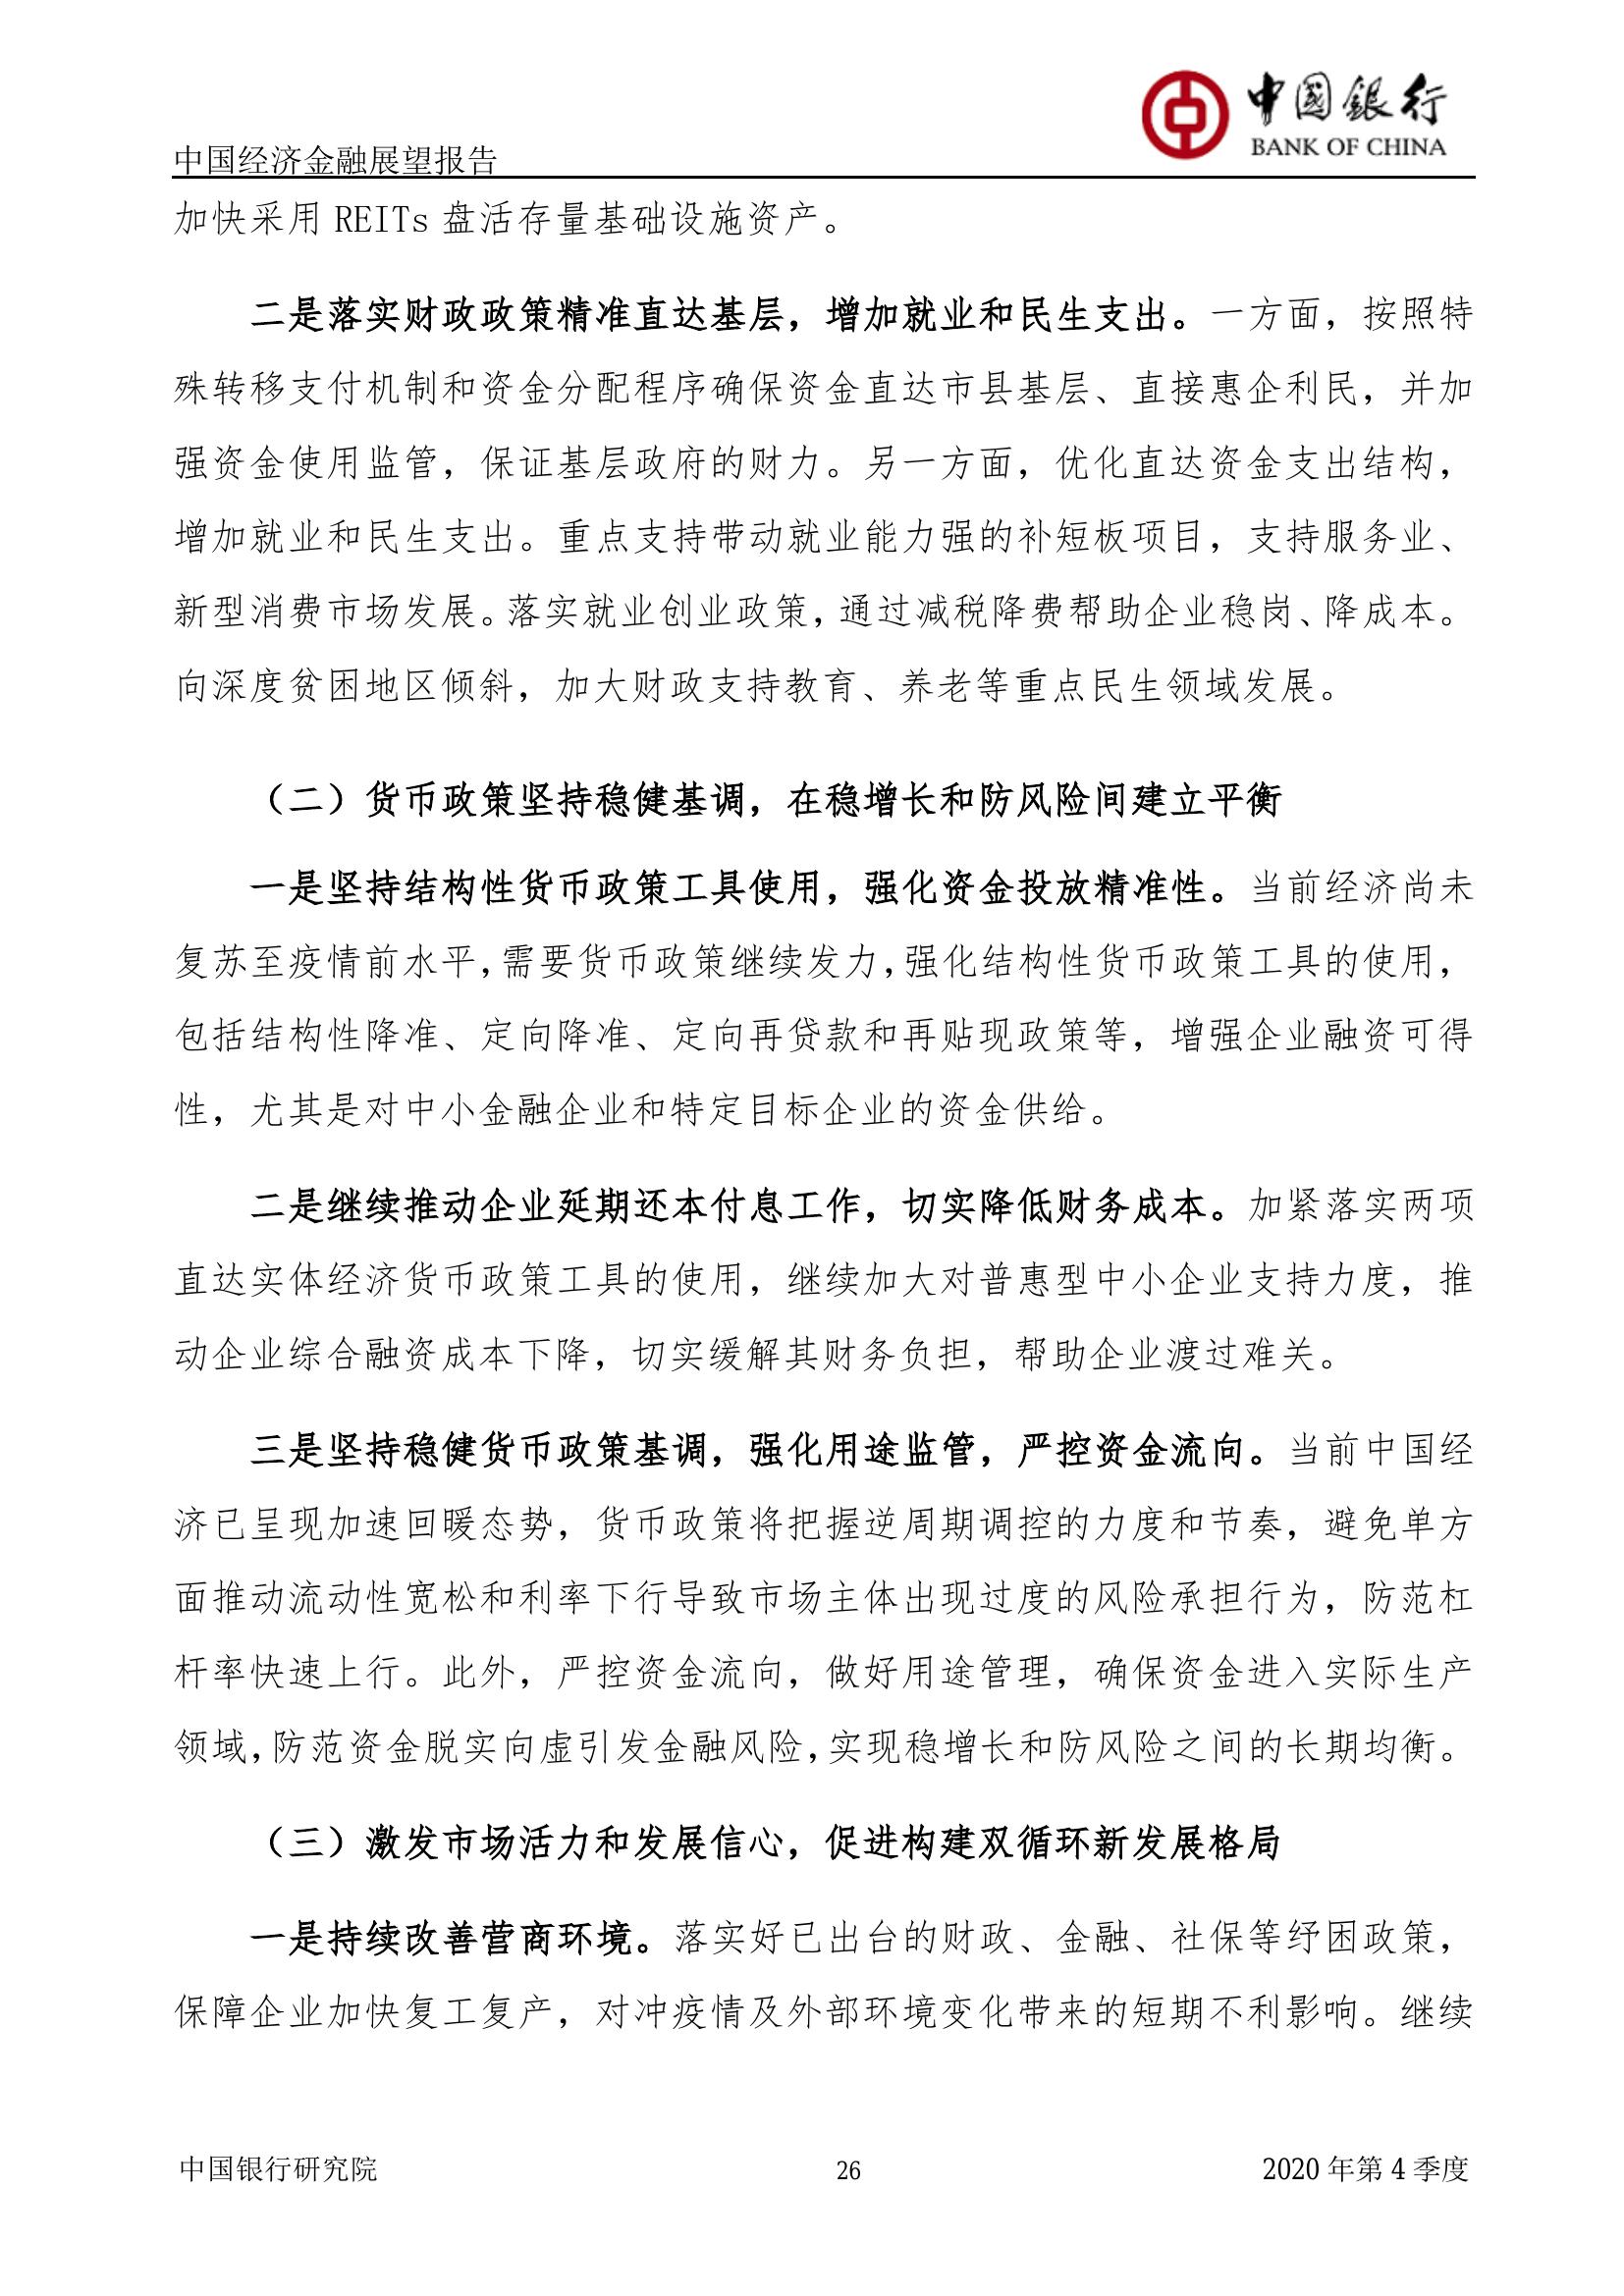 中国银行
BANK OF CHINA
中国经济金融展望报告
加快采用 REITs 盘活存量基础设施资产。
二是落实财政政策精准直达基层，增加就业和民生支出。一方面，按照特
殊转移支付机制和资金分配程序确保资金直达市县基层、直接惠企利民，并加
强资金使用监管，保证基层政府的财力。另一方面，优化直达资金支出结构，
增加就业和民生支出。重点支持带动就业能力强的补短板项目，支持服务业、
新型消费市场发展。落实就业创业政策，通过减税降费帮助企业稳岗、降成本。
向深度贫困地区倾斜，加大财政支持教育、养老等重点民生领域发展。
（二）货币政策坚持稳健基调，在稳增长和防风险间建立平衡
一是坚持结构性货币政策工具使用，强化资金投放精准性。当前经济尚未
复苏至疫情前水平，需要货币政策继续发力，强化结构性货币政策工具的使用，
包括结构性降准、定向降准、定向再贷款和再贴现政策等，增强企业融资可得
性，尤其是对中小金融企业和特定目标企业的资金供给。
二是继续推动企业延期还本付息工作，切实降低财务成本。加紧落实两项
直达实体经济货币政策工具的使用，继续加大对普惠型中小企业支持力度，推
动企业综合融资成本下降，切实缓解其财务负担，帮助企业渡过难关。
三是坚持稳健货币政策基调，强化用途监管，严控资金流向。当前中国经
济已呈现加速回暖态势，货币政策将把握逆周期调控的力度和节奏，避免单方
面推动流动性宽松和利率下行导致市场主体出现过度的风险承担行为，防范杠
杆率快速上行。此外，严控资金流向，做好用途管理，确保资金进入实际生产
领域，防范资金脱实向虚引发金融风险，实现稳增长和防风险之间的长期均衡。
（三）激发市场活力和发展信心，促进构建双循环新发展格局
一是持续改善营商环境。落实好已出台的财政、金融、社保等纾困政策，
保障企业加快复工复产，对冲疫情及外部环境变化带来的短期不利影响。继续
中国银行研究院
26
2020 年第 4 季度